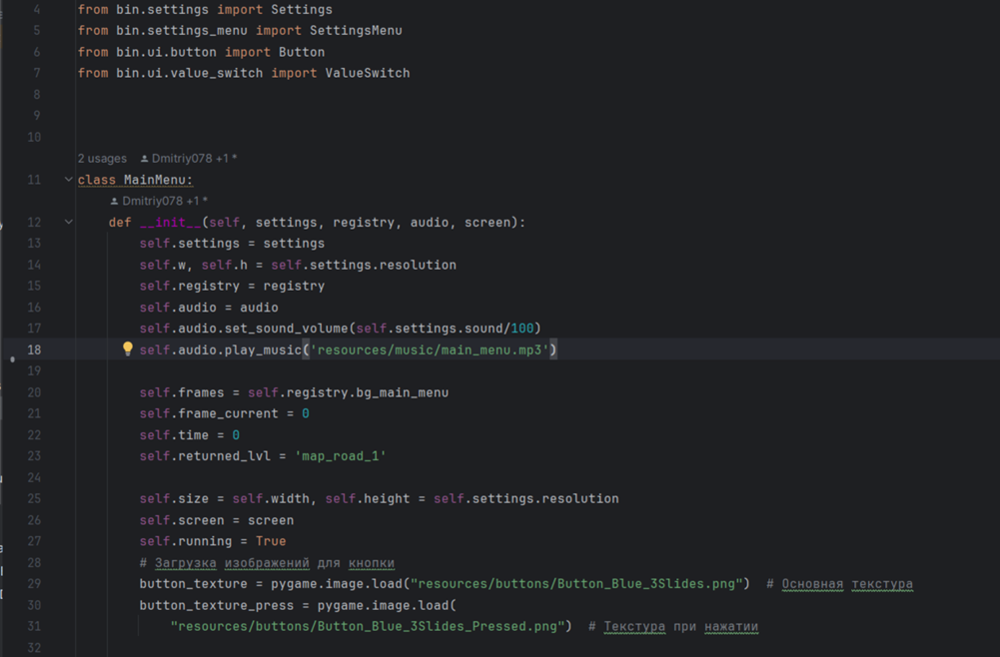 4 from bin.settings import Settings
5 from bin.settings_menu import SettingsMenu
6 from bin.ui.button import Button
7 from bin.ui.value_switch import ValueSwitch
8
9
10
2 usages Dmitriy078 +1 *
11 class MainMenu:
Dmitriy078 +1 *
12 def __init__(self, settings, registry, audio, screen):
13 self.settings = settings
14 self.w, self.h = self.settings.resolution
15 self.registry = registry
16 self.audio = audio
17 self.audio.set_sound_volume(self.settings.sound/100)
18 self.audio.play_music('resources/music/main_menu.mp3')
19
20 self.frames = self.registry.bg_main_menu
21 self.frame_current = 0
22 self.time = 0
23 self.returned_lvl = 'map_road_1'
24
25 self.size = self.width, self.height = self.settings.resolution
26 self.screen = screen
27 self.running = True
28 # Загрузка изображений для кнопки
29 button_texture = pygame.image.load("resources/buttons/Button_Blue_3Slides.png") # Основная текстура
30 button_texture_press = pygame.image.load(
31 "resources/buttons/Button_Blue_3Slides_Pressed.png") # Текстура при нажатии
32